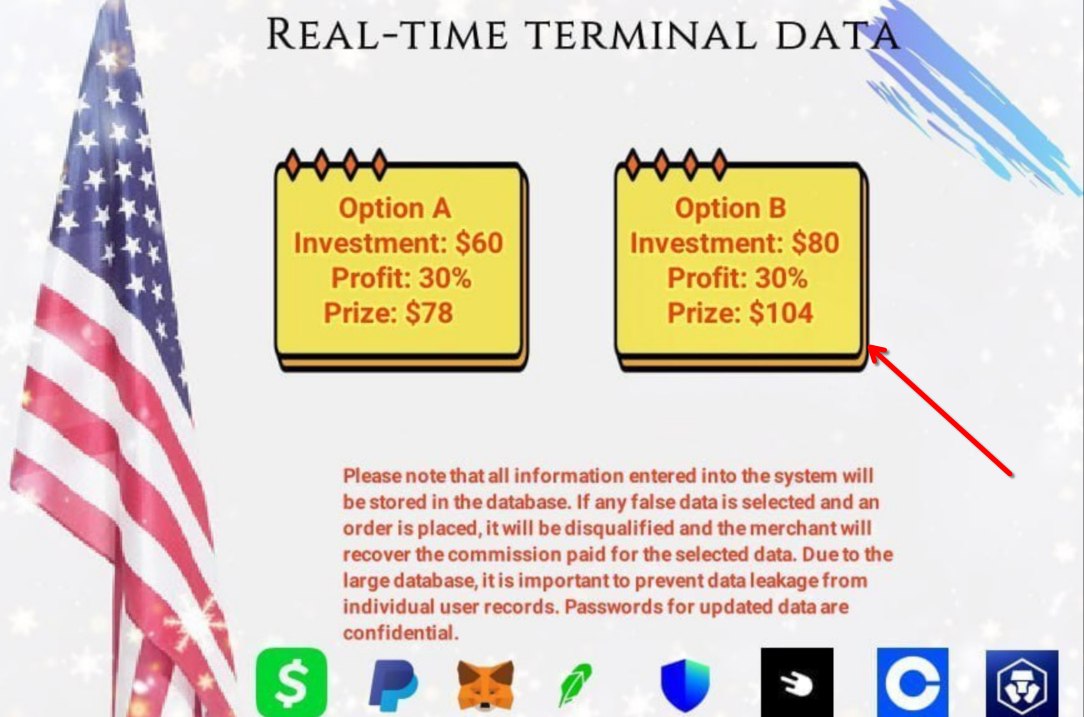 REAL-TIME TERMINAL DATA
Option A
Investment: $60
Profit: 30%
Prize: $78
Option B
Investment: $80
Profit: 30%
Prize: $104
Please note that all information entered into the system will
be stored in the database. If any false data is selected and an
order is placed, it will be disqualified and the merchant will
recover the commission paid for the selected data. Due to the
large database, it is important to prevent data leakage from
individual user records. Passwords for updated data are
confidential.